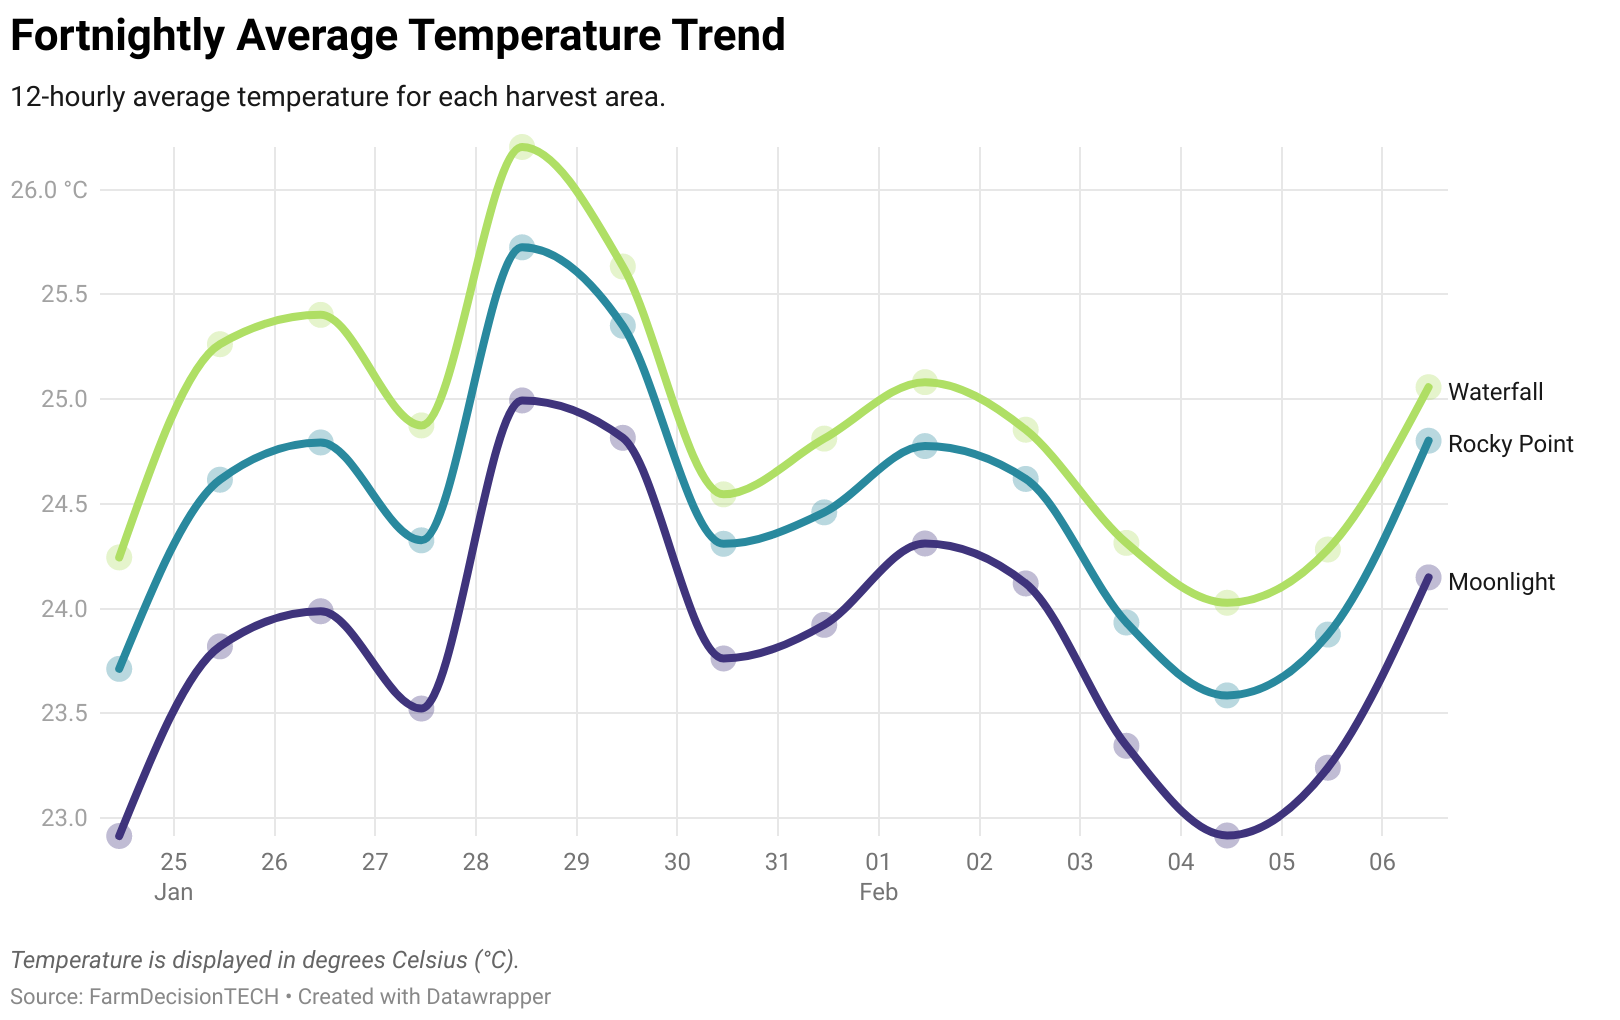 Fortnightly Average Temperature Trend
12-hourly average temperature for each harvest area.
26.0 °C
25.5
25.0
24.5
24.0
23.5
23.0
Waterfall
Rocky Point
Moonlight
25 26 27 28 29 30 31 01 02 03 04 05 06
Jan Feb
Temperature is displayed in degrees Celsius (°C).
Source: FarmDecisionTECH • Created with Datawrapper